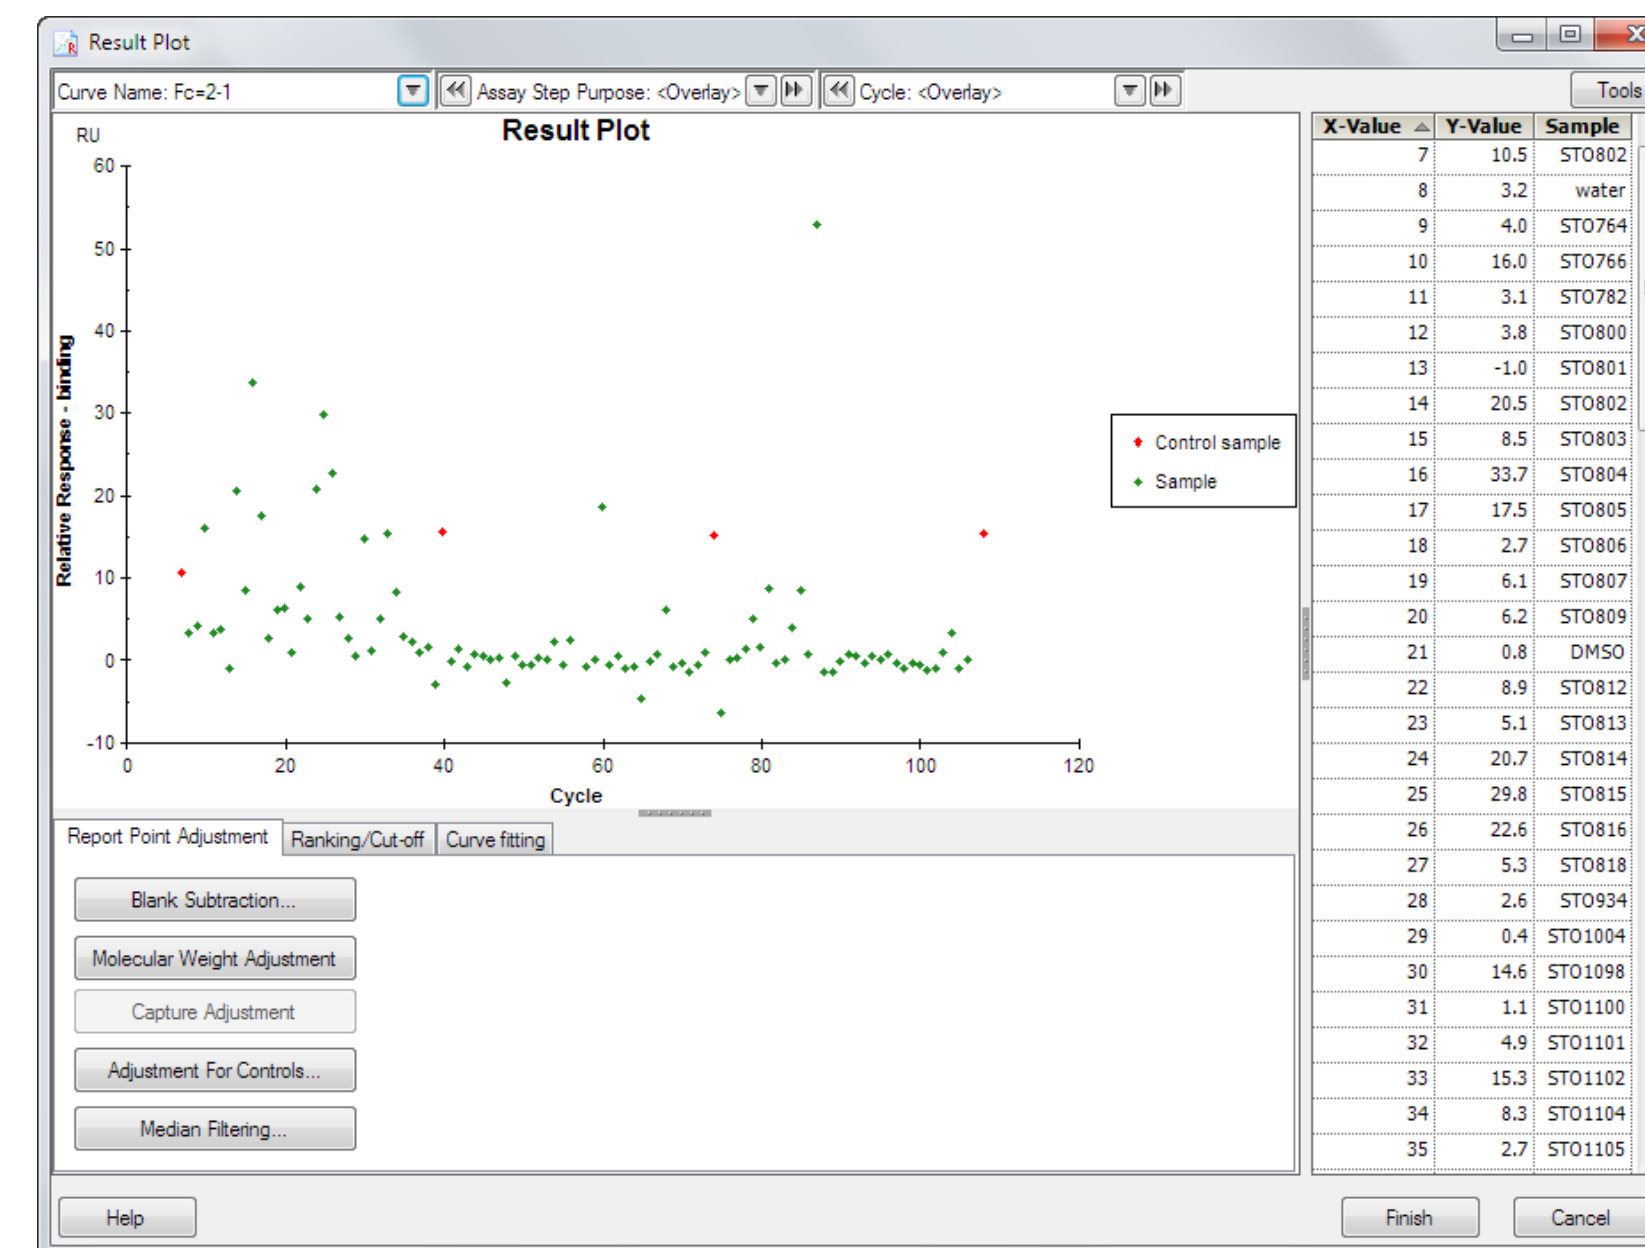 Result Plot
Curve Name: Fc=2-1
Assay Step Purpose: <Overlay>
Cycle: <Overlay>
Tools
RU
Result Plot
60
50
40
30
20
10
0
-10
Relative Response - binding
0 20 40 60 80 100 120
Cycle
Control sample
Sample
X-Value Y-Value Sample
7 10.5 STO802
8 3.2 water
9 4.0 STO764
10 16.0 STO766
11 3.1 STO782
12 3.8 STO800
13 -1.0 STO801
14 20.5 STO802
15 8.5 STO803
16 33.7 STO804
17 17.5 STO805
18 2.7 STO806
19 6.1 STO807
20 6.2 STO809
21 0.8 DMSO
22 8.9 STO812
23 5.1 STO813
24 20.7 STO814
25 29.8 STO815
26 22.6 STO816
27 5.3 STO818
28 2.6 STO934
29 0.4 STO1004
30 14.6 STO1098
31 1.1 STO1100
32 4.9 STO1101
33 15.3 STO1102
34 8.3 STO1104
35 2.7 STO1105
Report Point Adjustment
Ranking/Cut-off
Curve fitting
Blank Subtraction...
Molecular Weight Adjustment
Capture Adjustment
Adjustment For Controls...
Median Filtering...
Help
Finish
Cancel